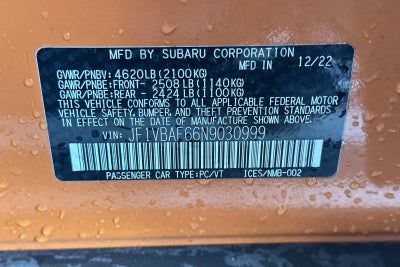 MFD BY SUBARU CORPORATION
MFD IN 12/22
GVWR/PNBV: 4620LB(2100KG)
GAWR/PNBE:FRONT- 2508LB(1140KG)
GAWR/PNBE:REAR - 2424LB(1100KG)
THIS VEHICLE CONFORMS TO ALL APPLICABLE FEDERAL MOTOR
VEHICLE SAFETY, BUMPER, AND THEFT PREVENTION STANDARDS
IN EFFECT ON THE DATE OF MANUFACTURE SHOWN ABOVE.
VIN: JF1VBAF66N9030999
PASSENGER CAR TYPE:PC/VT ICES/NMB-002